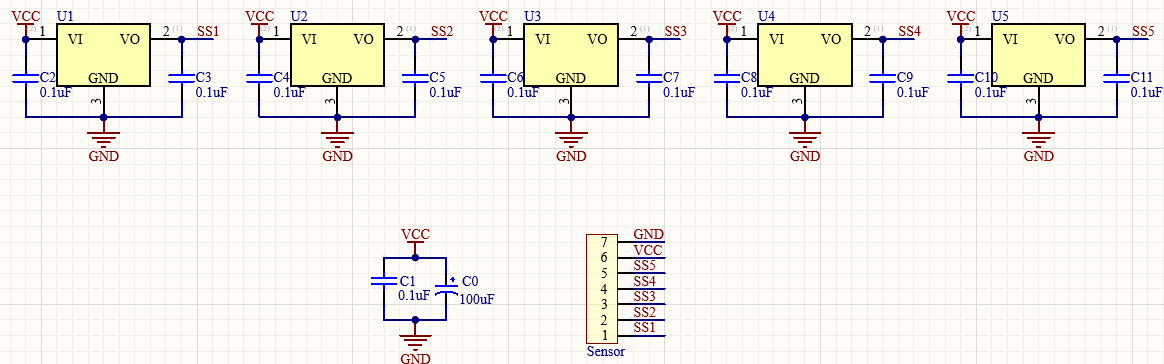 VCC U1 VCC U2 VCC U3 VCC U4 VCC U5
1 VI VO 2 (1) SS1 1 VI VO 2 (1) SS2 1 VI VO 2 (1) SS3 1 VI VO 2 (1) SS4 1 VI VO 2 (1) SS5
C2 GND C3 C4 GND C5 C6 GND C7 C8 GND C9 C10 GND C11
0.1uF 0.1uF 0.1uF 0.1uF 0.1uF 0.1uF 0.1uF 0.1uF 0.1uF 0.1uF
3 3 3 3 3
GND GND GND GND GND
VCC
C1 C0
0.1uF 100uF
GND
7 GND
6 VCC
5 SS5
4 SS4
3 SS3
2 SS2
1 SS1
Sensor